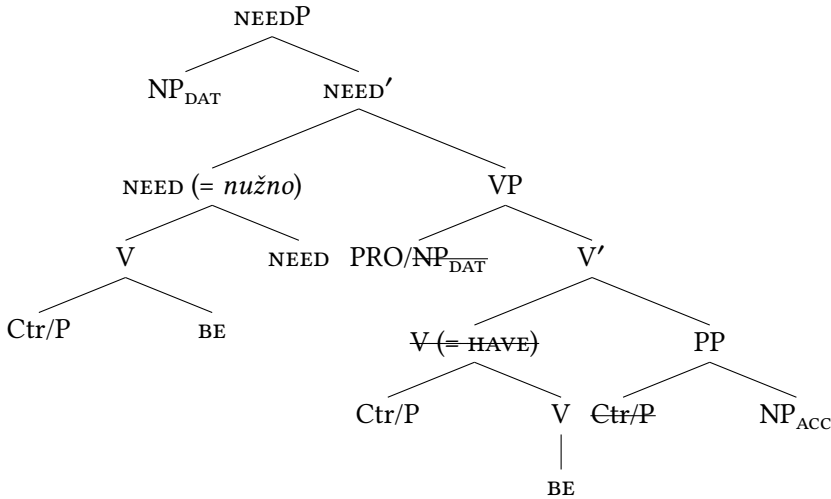 NEEDP
NP_DAT NEED′
NEED (= nužno) VP
V NEED PRO/NP_DAT V′
Ctr/P BE V (= HAVE) PP
Ctr/P V Ctr/P NP_ACC
BE